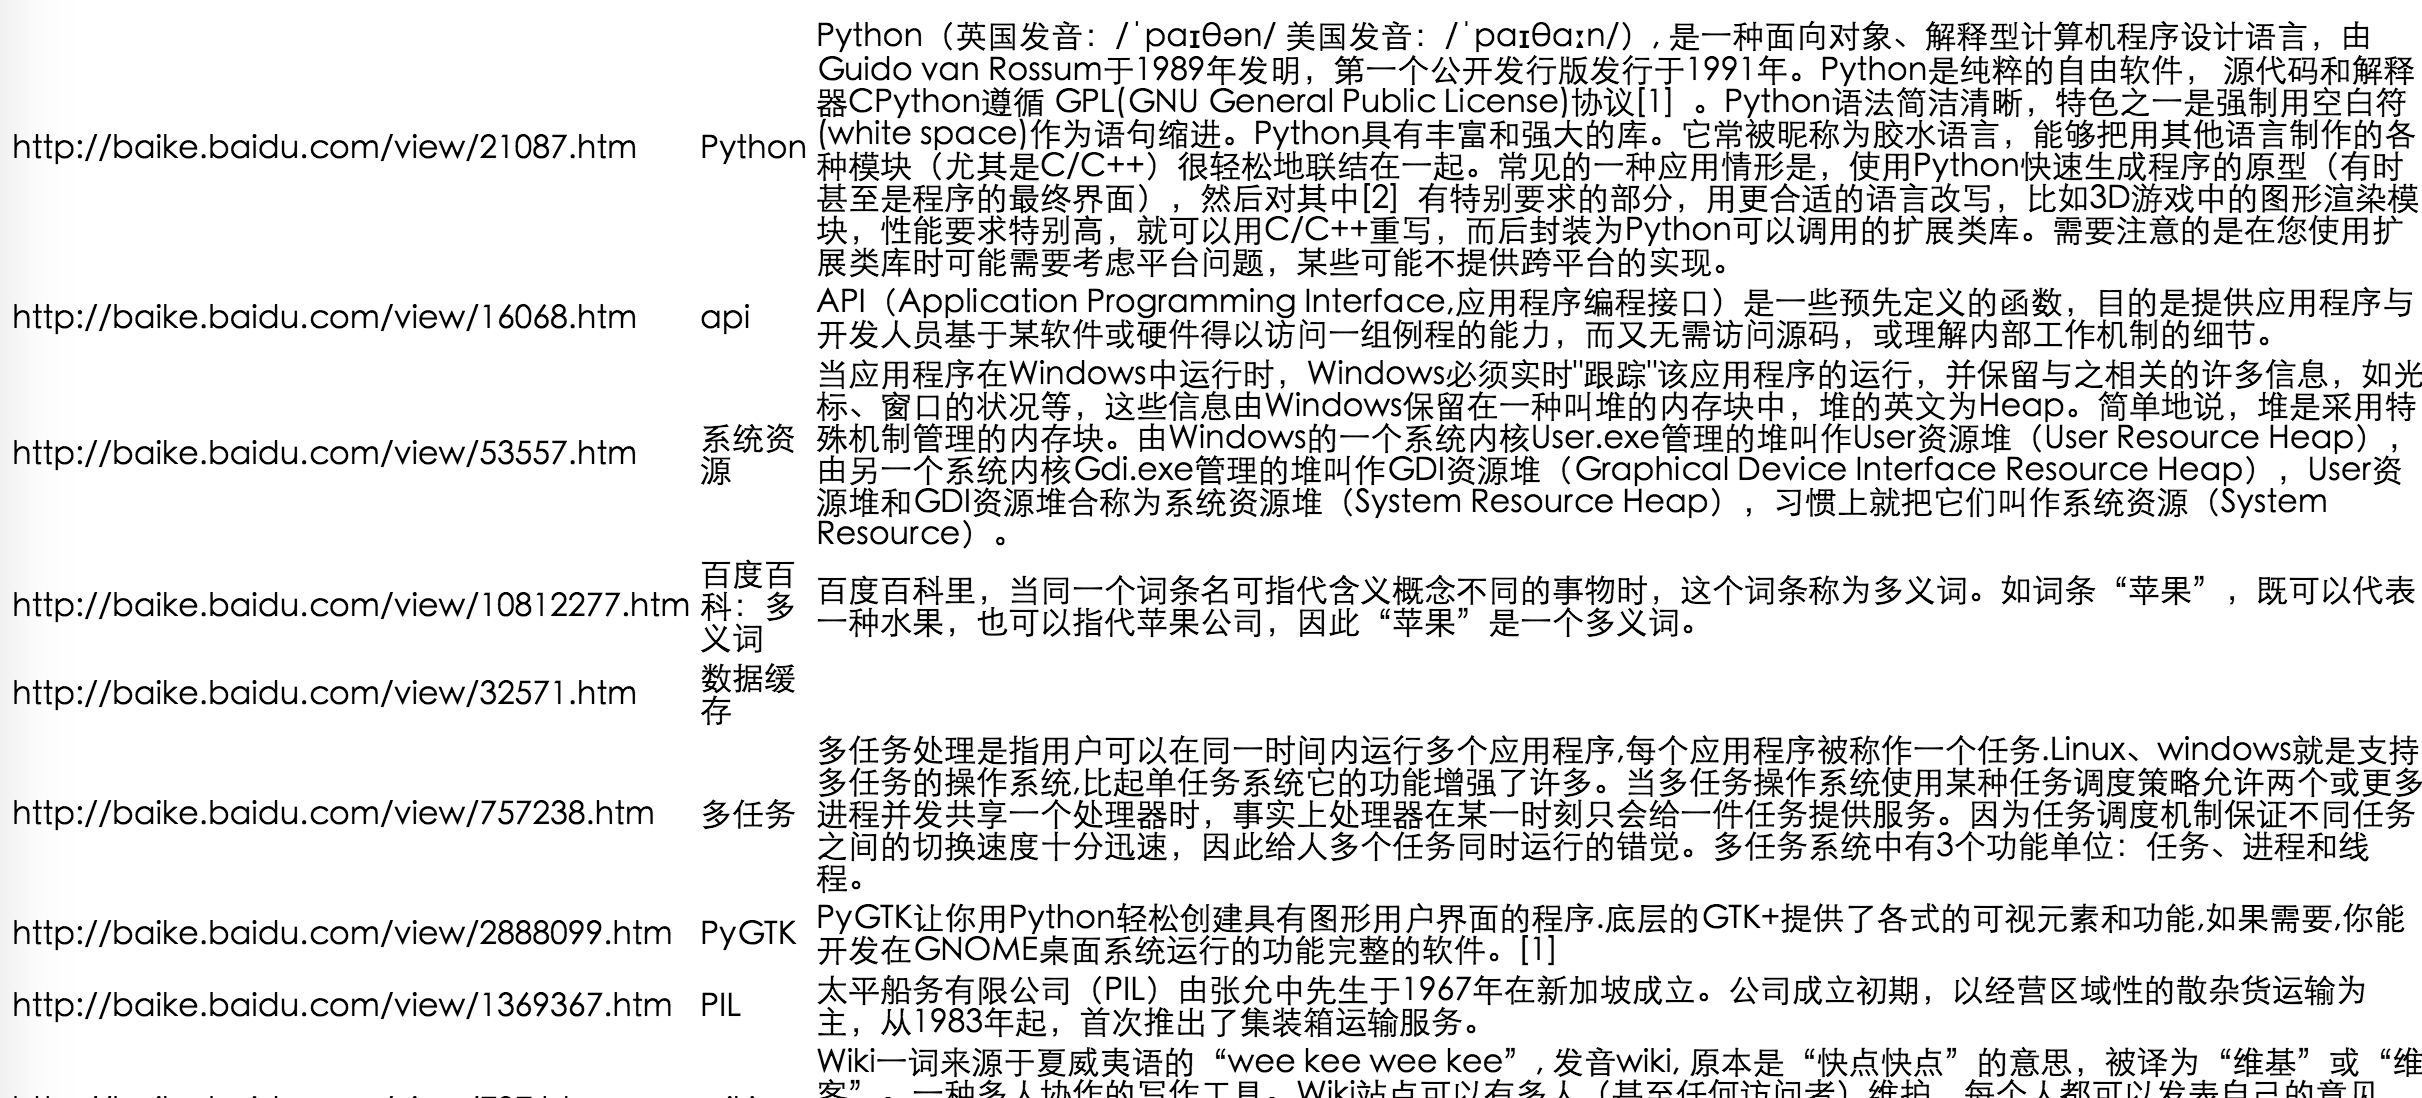 Python（英国发音：/ˈpaɪθən/ 美国发音：/ˈpaɪθɑːn/）, 是一种面向对象、解释型计算机程序设计语言，由
Guido van Rossum于1989年发明，第一个公开发行版发行于1991年。Python是纯粹的自由软件， 源代码和解释
器CPython遵循 GPL(GNU General Public License)协议[1] 。Python语法简洁清晰，特色之一是强制用空白符
http://baike.baidu.com/view/21087.htm Python (white space)作为语句缩进。Python具有丰富和强大的库。它常被昵称为胶水语言，能够把用其他语言制作的各
种模块（尤其是C/C++）很轻松地联结在一起。常见的一种应用情形是，使用Python快速生成程序的原型（有时
甚至是程序的最终界面），然后对其中[2] 有特别要求的部分，用更合适的语言改写，比如3D游戏中的图形渲染模
块，性能要求特别高，就可以用C/C++重写，而后封装为Python可以调用的扩展类库。需要注意的是在您使用扩
展类库时可能需要考虑平台问题，某些可能不提供跨平台的实现。
http://baike.baidu.com/view/16068.htm api API（Application Programming Interface,应用程序编程接口）是一些预先定义的函数，目的是提供应用程序与
开发人员基于某软件或硬件得以访问一组例程的能力，而又无需访问源码，或理解内部工作机制的细节。
当应用程序在Windows中运行时，Windows必须实时"跟踪"该应用程序的运行，并保留与之相关的许多信息，如光
标、窗口的状况等，这些信息由Windows保留在一种叫堆的内存块中，堆的英文为Heap。简单地说，堆是采用特
http://baike.baidu.com/view/53557.htm 系统资 殊机制管理的内存块。由Windows的一个系统内核User.exe管理的堆叫作User资源堆（User Resource Heap），
源 由另一个系统内核Gdi.exe管理的堆叫作GDI资源堆（Graphical Device Interface Resource Heap），User资
源堆和GDI资源堆合称为系统资源堆（System Resource Heap），习惯上就把它们叫作系统资源（System
Resource）。
百度百
http://baike.baidu.com/view/10812277.htm 科：多 百度百科里，当同一个词条名可指代含义概念不同的事物时，这个词条称为多义词。如词条“苹果”，既可以代表
义词 一种水果，也可以指代苹果公司，因此“苹果”是一个多义词。
http://baike.baidu.com/view/32571.htm 数据缓
存
多任务处理是指用户可以在同一时间内运行多个应用程序,每个应用程序被称作一个任务.Linux、windows就是支持
多任务的操作系统,比起单任务系统它的功能增强了许多。当多任务操作系统使用某种任务调度策略允许两个或更多
http://baike.baidu.com/view/757238.htm 多任务 进程并发共享一个处理器时，事实上处理器在某一时刻只会给一件任务提供服务。因为任务调度机制保证不同任务
之间的切换速度十分迅速，因此给人多个任务同时运行的错觉。多任务系统中有3个功能单位：任务、进程和线
程。
http://baike.baidu.com/view/2888099.htm PyGTK PyGTK让你用Python轻松创建具有图形用户界面的程序.底层的GTK+提供了各式的可视元素和功能,如果需要,你能
开发在GNOME桌面系统运行的功能完整的软件。[1]
http://baike.baidu.com/view/1369367.htm PIL 太平船务有限公司（PIL）由张允中先生于1967年在新加坡成立。公司成立初期，以经营区域性的散杂货运输为
主，从1983年起，首次推出了集装箱运输服务。
Wiki一词来源于夏威夷语的“wee kee wee kee”, 发音wiki, 原本是“快点快点”的意思，被译为“维基”或“维
客”。一种多人协作的写作工具。Wiki站点可以有多人（甚至任何访问者）维护，每个人都可以发表自己的意见